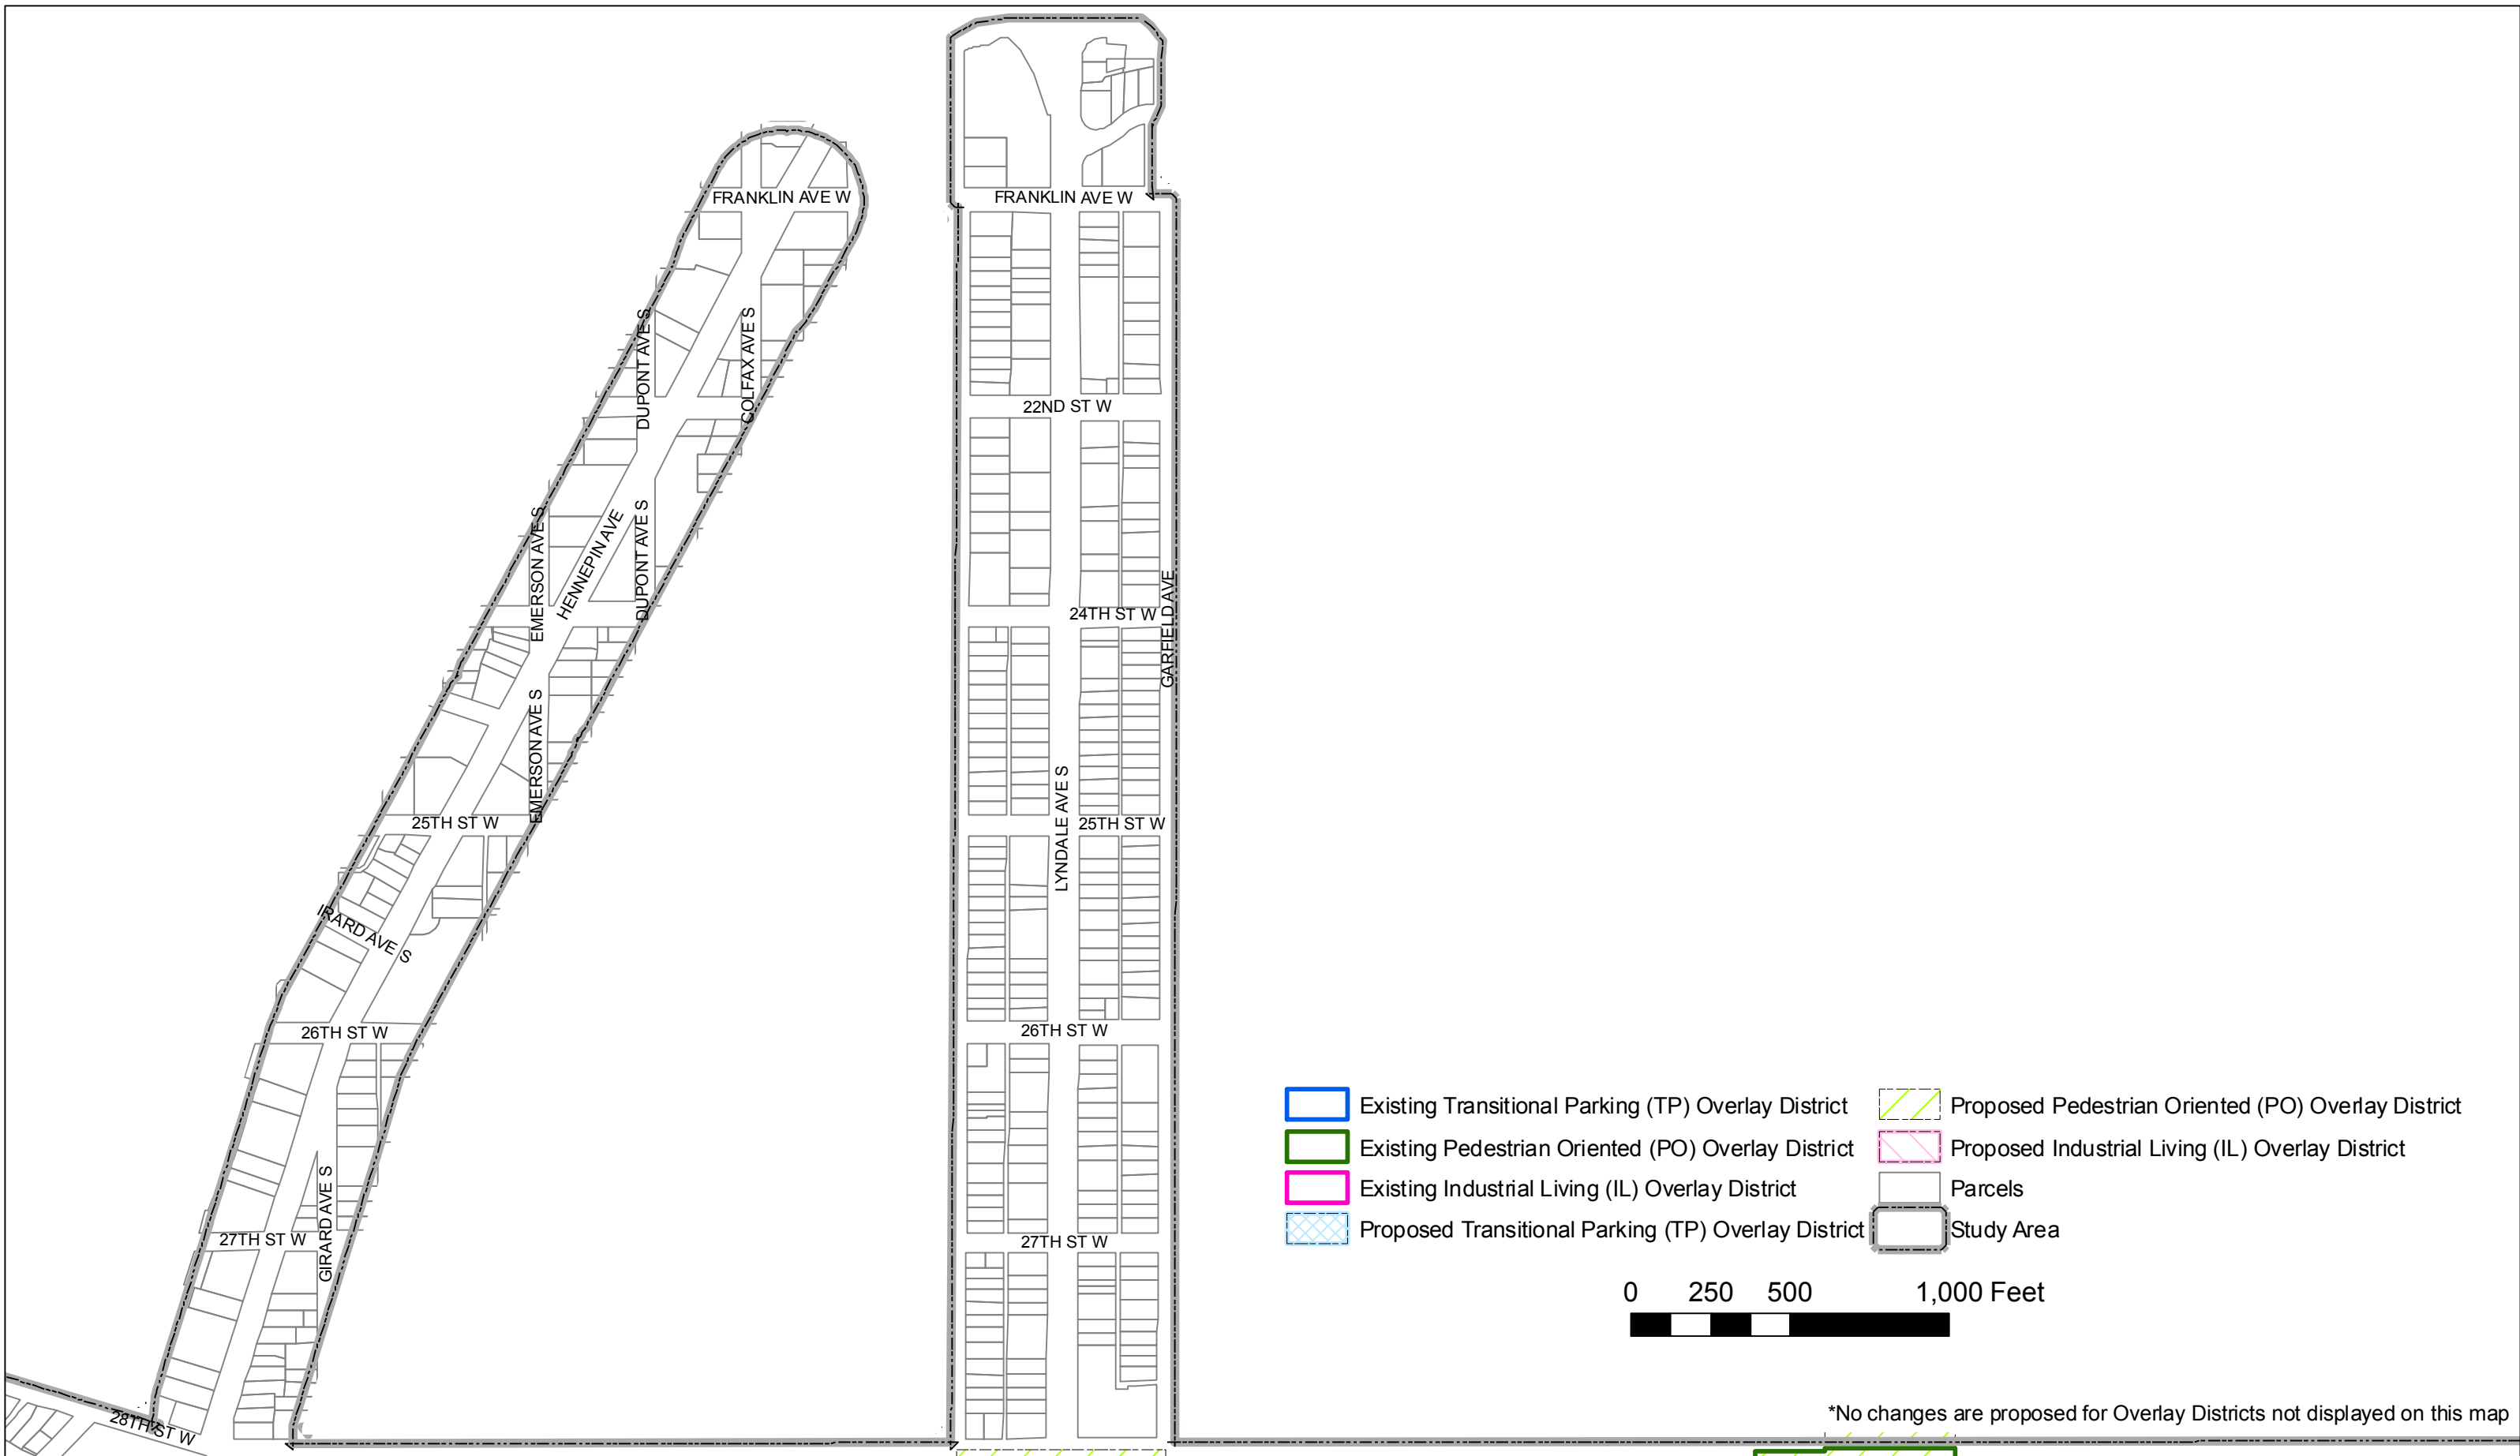 FRANKLIN AVE W
FRANKLIN AVE W
DUPONT AVE S
COLFAX AVE S
22ND ST W
EMERSON AVE S
HENNEPIN AVE
DUPONT AVE S
24TH ST W
GARFIELD AVE
EMERSON AVE S
LYNDALE AVE S
25TH ST W
25TH ST W
IRARD AVE S
26TH ST W
26TH ST W
GIRARD AVE S
27TH ST W
27TH ST W
28TH ST W
Existing Transitional Parking (TP) Overlay District
Existing Pedestrian Oriented (PO) Overlay District
Existing Industrial Living (IL) Overlay District
Proposed Transitional Parking (TP) Overlay District
Proposed Pedestrian Oriented (PO) Overlay District
Proposed Industrial Living (IL) Overlay District
Parcels
Study Area
0 250 500 1,000 Feet
*No changes are proposed for Overlay Districts not displayed on this map